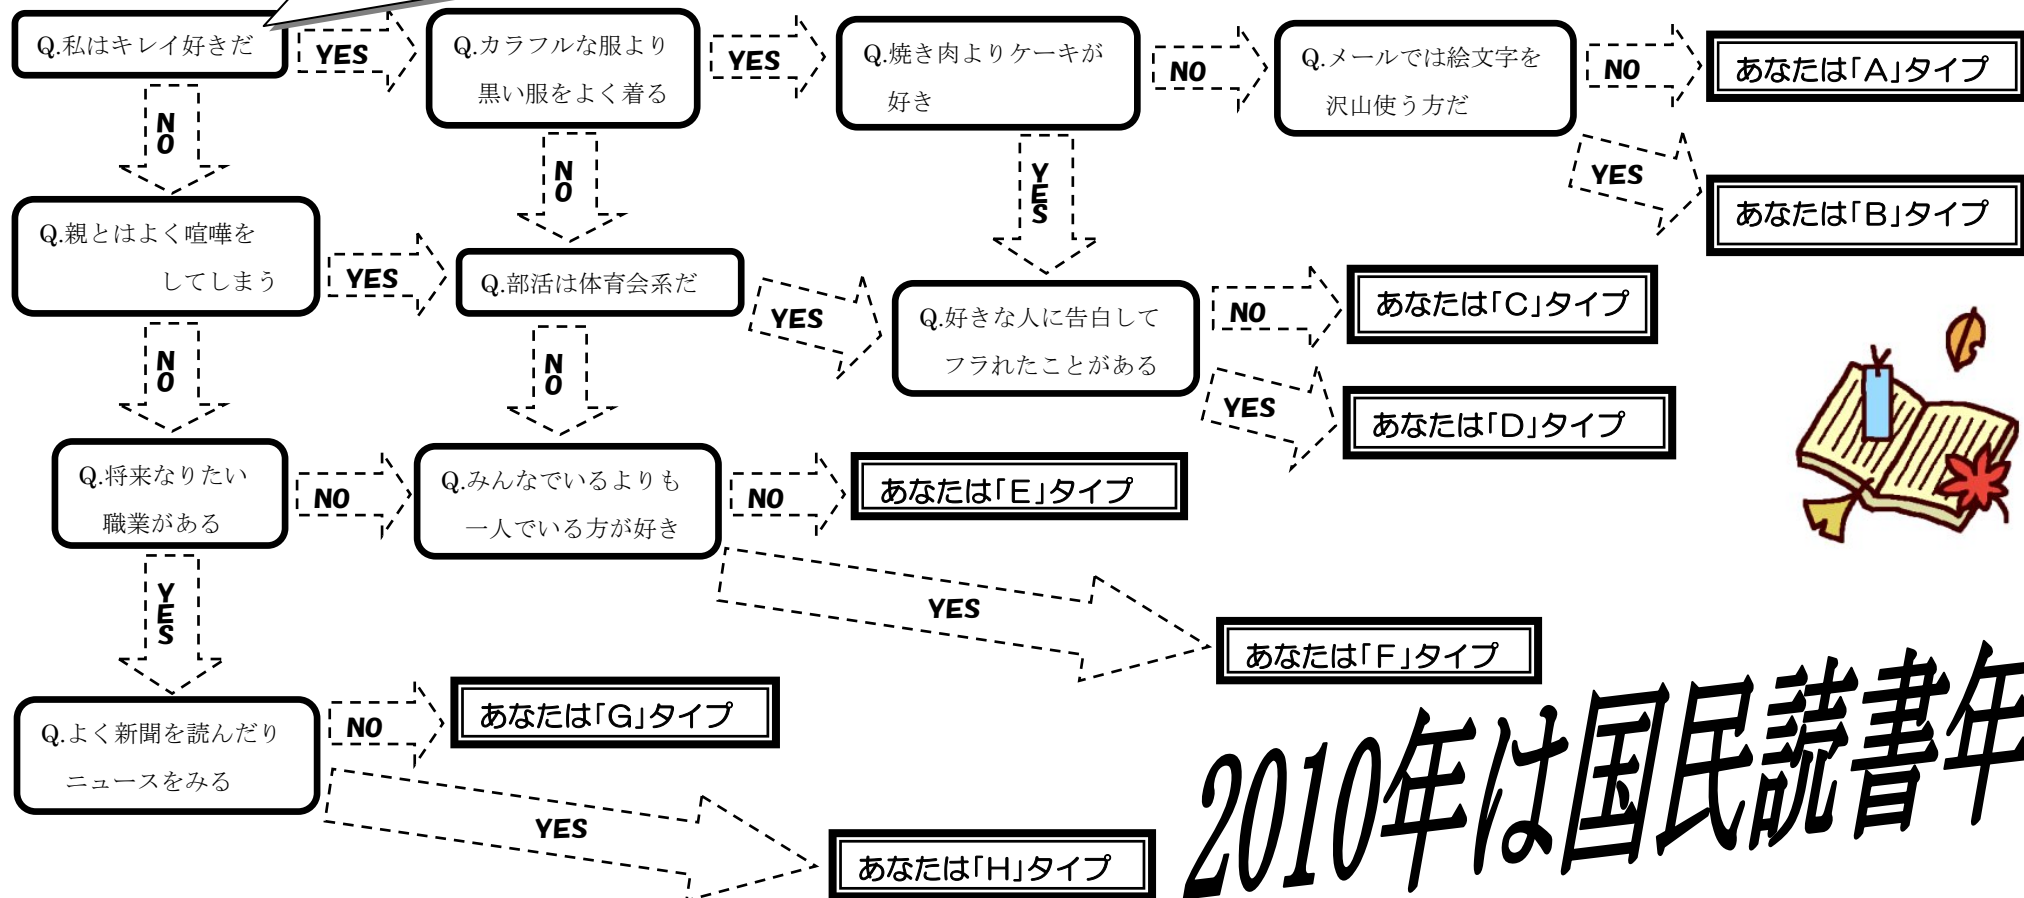 Q.私はキレイ好きだ
YES
Q.カラフルな服より
黒い服をよく着る
YES
Q.焼き肉よりケーキが
好き
NO
Q.メールでは絵文字を
沢山使う方だ
NO
あなたは「A」タイプ
NO
NO
YES
YES
あなたは「B」タイプ
Q.親とはよく喧嘩を
してしまう
YES
Q.部活は体育会系だ
YES
Q.好きな人に告白して
フラれたことがある
NO
あなたは「C」タイプ
NO
NO
YES
あなたは「D」タイプ
Q.将来なりたい
職業がある
NO
Q.みんなでいるよりも
一人でいる方が好き
NO
あなたは「E」タイプ
YES
YES
あなたは「F」タイプ
Q.よく新聞を読んだり
ニュースをみる
NO
あなたは「G」タイプ
YES
あなたは「H」タイプ
2010年は国民読書年